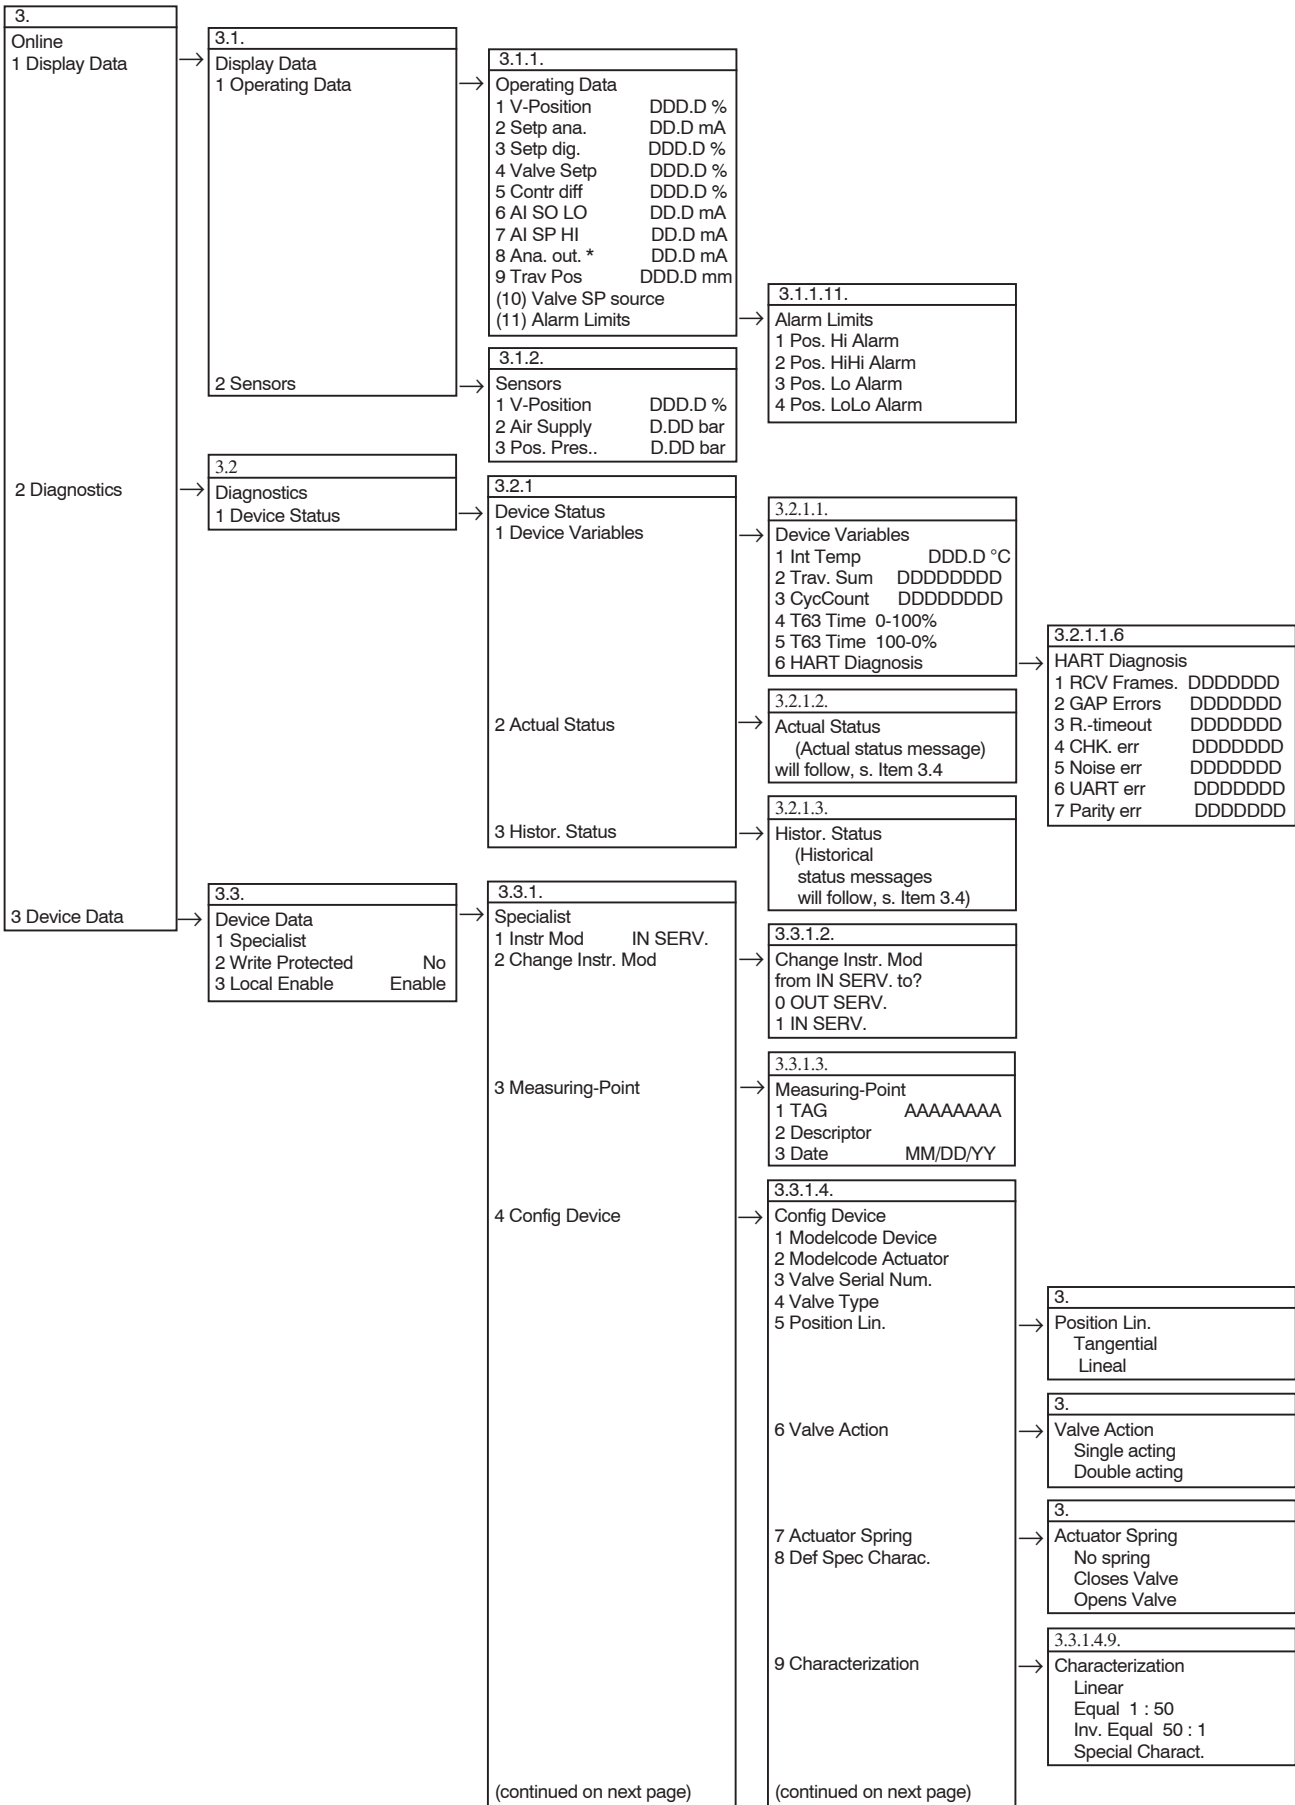 3.
Online
1 Display Data
2 Diagnostics
3 Device Data
3.1.
Display Data
1 Operating Data
2 Sensors
3.1.1.
Operating Data
1 V-Position DDD.D %
2 Setp ana. DD.D mA
3 Setp dig. DDD.D %
4 Valve Setp DDD.D %
5 Contr diff DDD.D %
6 AI SO LO DD.D mA
7 AI SP HI DD.D mA
8 Ana. out. * DD.D mA
9 Trav Pos DDD.D mm
(10) Valve SP source
(11) Alarm Limits
3.1.1.11.
Alarm Limits
1 Pos. Hi Alarm
2 Pos. HiHi Alarm
3 Pos. Lo Alarm
4 Pos. LoLo Alarm
3.1.2.
Sensors
1 V-Position DDD.D %
2 Air Supply D.DD bar
3 Pos. Pres.. D.DD bar
3.2
Diagnostics
1 Device Status
3.2.1
Device Status
1 Device Variables
2 Actual Status
3 Histor. Status
3.2.1.1.
Device Variables
1 Int Temp DDD.D °C
2 Trav. Sum DDDDDDDD
3 CycCount DDDDDDDD
4 T63 Time 0-100%
5 T63 Time 100-0%
6 HART Diagnosis
3.2.1.1.6
HART Diagnosis
1 RCV Frames. DDDDDDD
2 GAP Errors DDDDDDD
3 R.-timeout DDDDDDD
4 CHK. err DDDDDDD
5 Noise err DDDDDDD
6 UART err DDDDDDD
7 Parity err DDDDDDD
3.2.1.2.
Actual Status
(Actual status message)
will follow, s. Item 3.4
3.2.1.3.
Histor. Status
(Historical
status messages
will follow, s. Item 3.4)
3.3.
Device Data
1 Specialist
2 Write Protected No
3 Local Enable Enable
3.3.1.
Specialist
1 Instr Mod IN SERV.
2 Change Instr. Mod
3 Measuring-Point
4 Config Device
(continued on next page)
3.3.1.2.
Change Instr. Mod
from IN SERV. to?
0 OUT SERV.
1 IN SERV.
3.3.1.3.
Measuring-Point
1 TAG AAAAAAAA
2 Descriptor
3 Date MM/DD/YY
3.3.1.4.
Config Device
1 Modelcode Device
2 Modelcode Actuator
3 Valve Serial Num.
4 Valve Type
5 Position Lin.
6 Valve Action
7 Actuator Spring
8 Def Spec Charac.
9 Characterization
(continued on next page)
3.
Position Lin.
Tangential
Lineal
3.
Valve Action
Single acting
Double acting
3.
Actuator Spring
No spring
Closes Valve
Opens Valve
3.3.1.4.9.
Characterization
Linear
Equal 1 : 50
Inv. Equal 50 : 1
Special Charact.